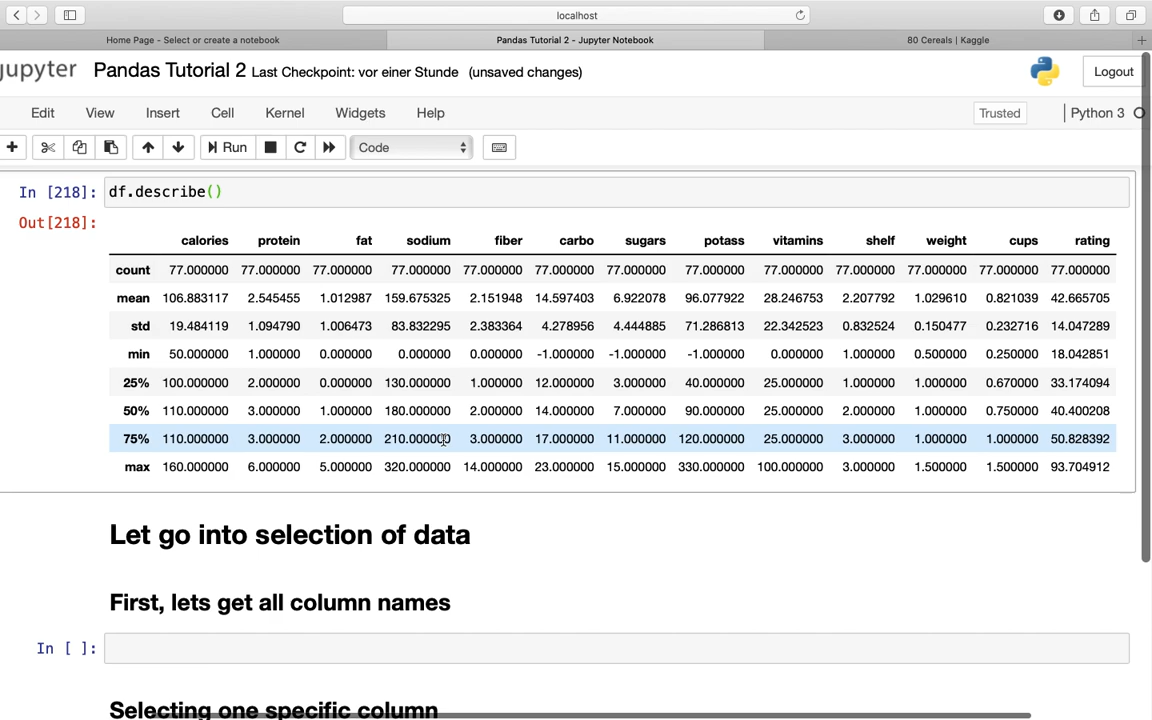 localhost
Home Page - Select or create a notebook
Pandas Tutorial 2 - Jupyter Notebook
80 Cereals | Kaggle
jupyter Pandas Tutorial 2 Last Checkpoint: vor einer Stunde (unsaved changes)
Logout
Edit View Insert Cell Kernel Widgets Help
Trusted
Python 3
Run
Code
In [218]: df.describe()
Out[218]:
calories protein fat sodium fiber carbo sugars potass vitamins shelf weight cups rating
count 77.000000 77.000000 77.000000 77.000000 77.000000 77.000000 77.000000 77.000000 77.000000 77.000000 77.000000 77.000000 77.000000
mean 106.883117 2.545455 1.012987 159.675325 2.151948 14.597403 6.922078 96.077922 28.246753 2.207792 1.029610 0.821039 42.665705
std 19.484119 1.094790 1.006473 83.832295 2.383364 4.278956 4.444885 71.286813 22.342523 0.832524 0.150477 0.232716 14.047289
min 50.000000 1.000000 0.000000 0.000000 0.000000 -1.000000 -1.000000 -1.000000 0.000000 1.000000 0.500000 0.250000 18.042851
25% 100.000000 2.000000 0.000000 130.000000 1.000000 12.000000 3.000000 40.000000 25.000000 1.000000 1.000000 0.670000 33.174094
50% 110.000000 3.000000 1.000000 180.000000 2.000000 14.000000 7.000000 90.000000 25.000000 2.000000 1.000000 0.750000 40.400208
75% 110.000000 3.000000 2.000000 210.000000 3.000000 17.000000 11.000000 120.000000 25.000000 3.000000 1.000000 1.000000 50.828392
max 160.000000 6.000000 5.000000 320.000000 14.000000 23.000000 15.000000 330.000000 100.000000 3.000000 1.500000 1.500000 93.704912
Let go into selection of data
First, lets get all column names
In [ ]:
Selecting one specific column